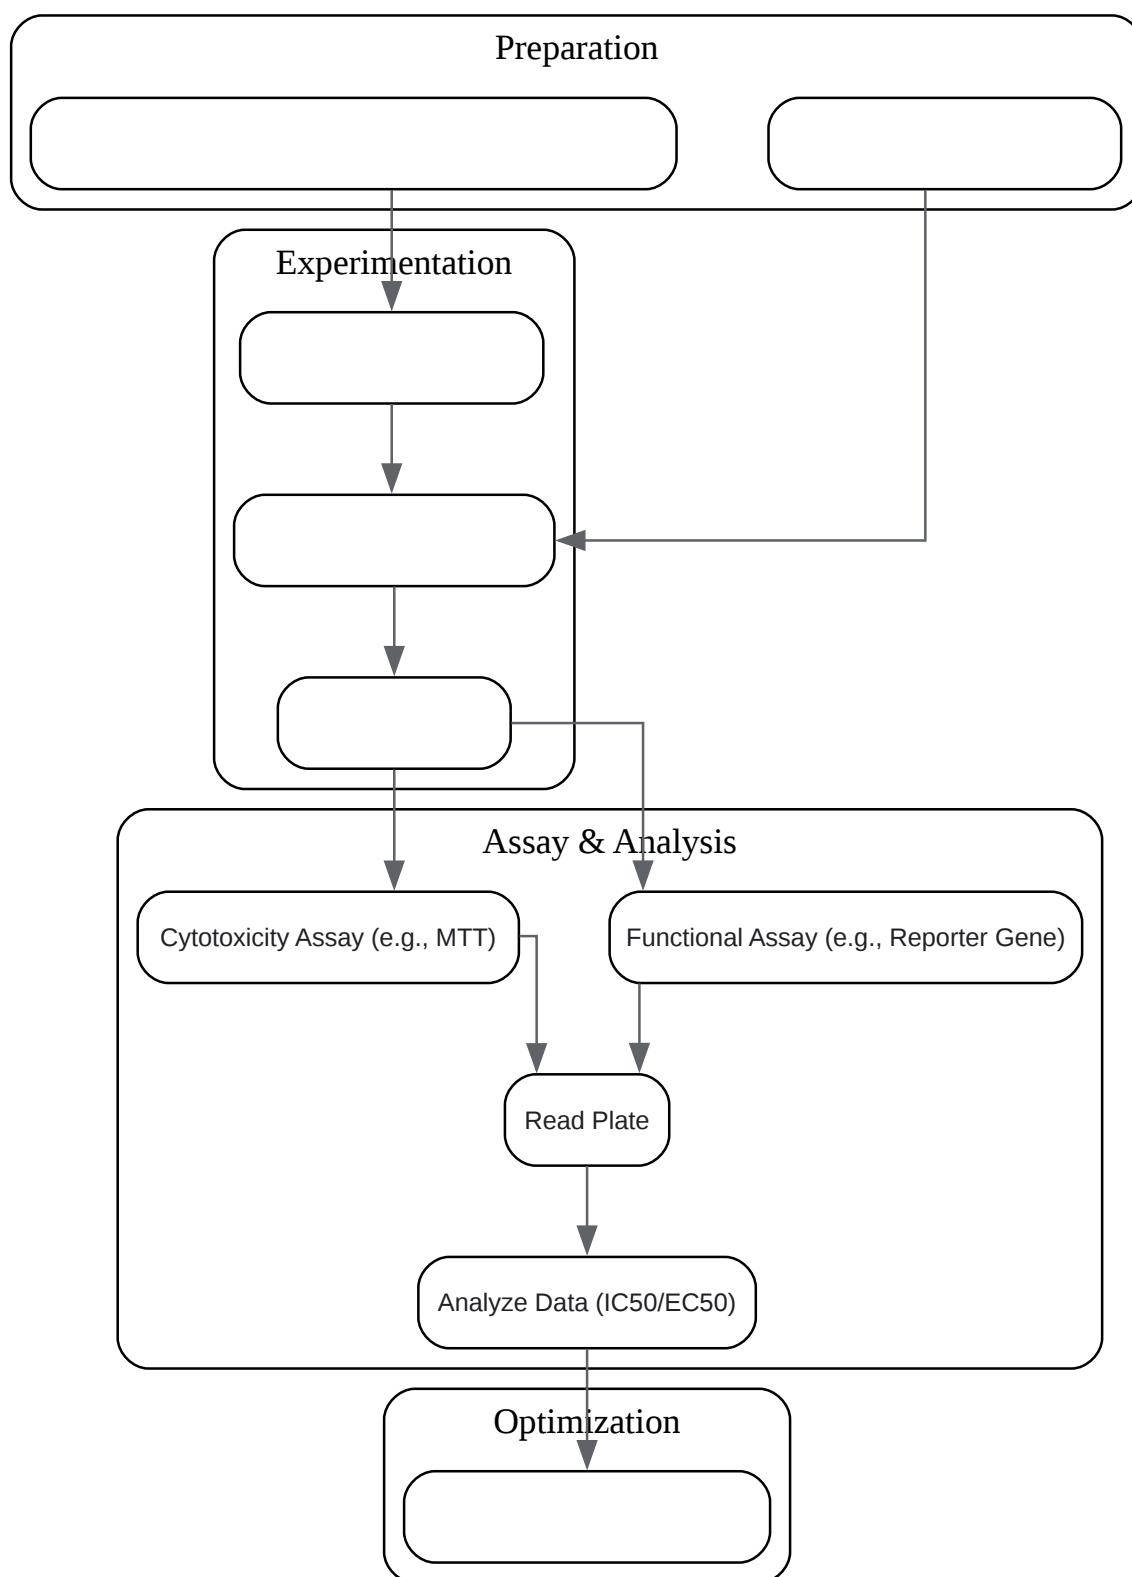 Preparation
Experimentation
Assay & Analysis
Cytotoxicity Assay (e.g., MTT)
Functional Assay (e.g., Reporter Gene)
Read Plate
Analyze Data (IC50/EC50)
Optimization